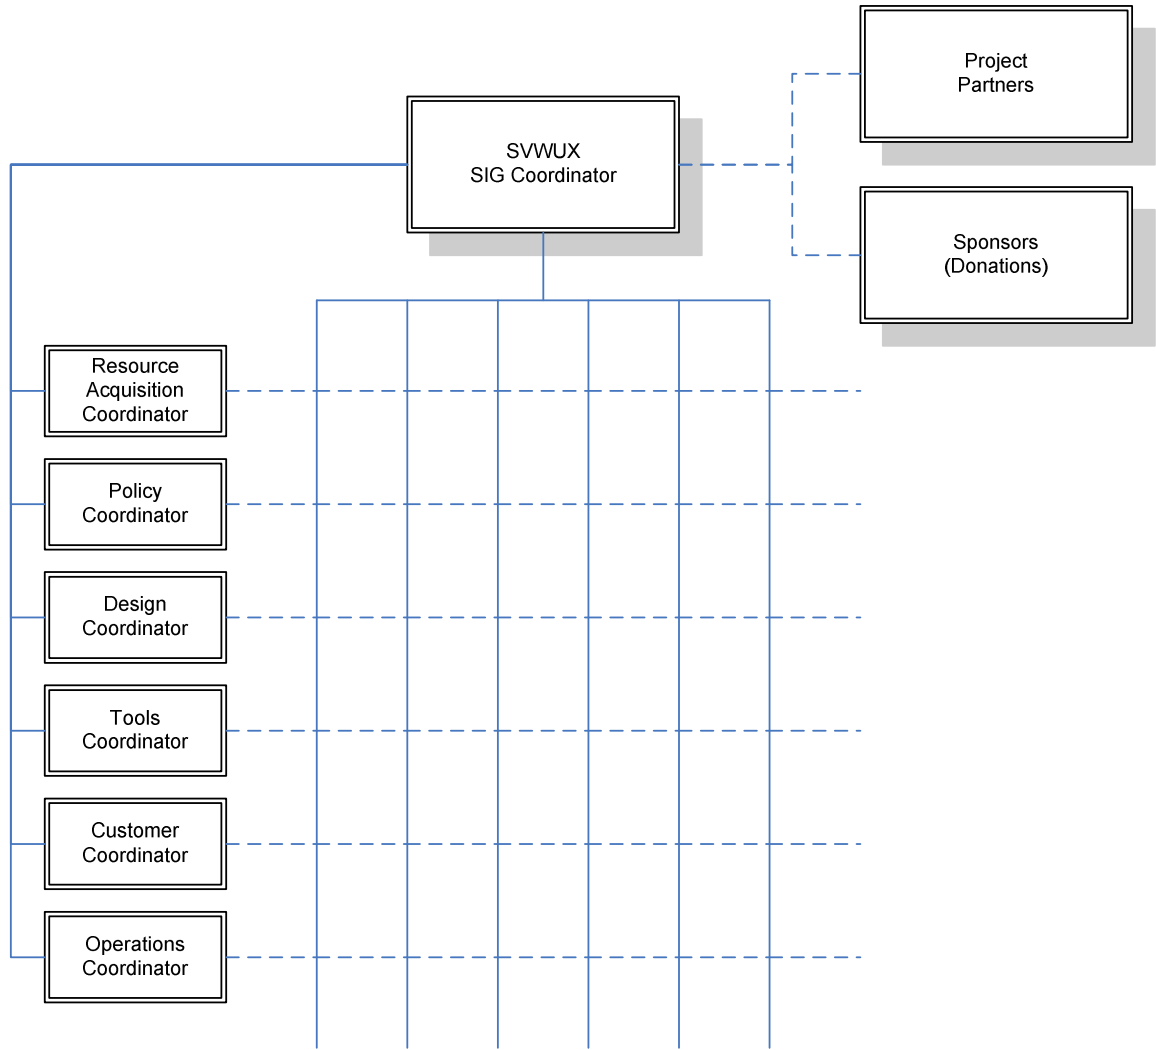 Project
Partners
SVWUX
SIG Coordinator
Sponsors
(Donations)
Resource
Acquisition
Coordinator
Policy
Coordinator
Design
Coordinator
Tools
Coordinator
Customer
Coordinator
Operations
Coordinator